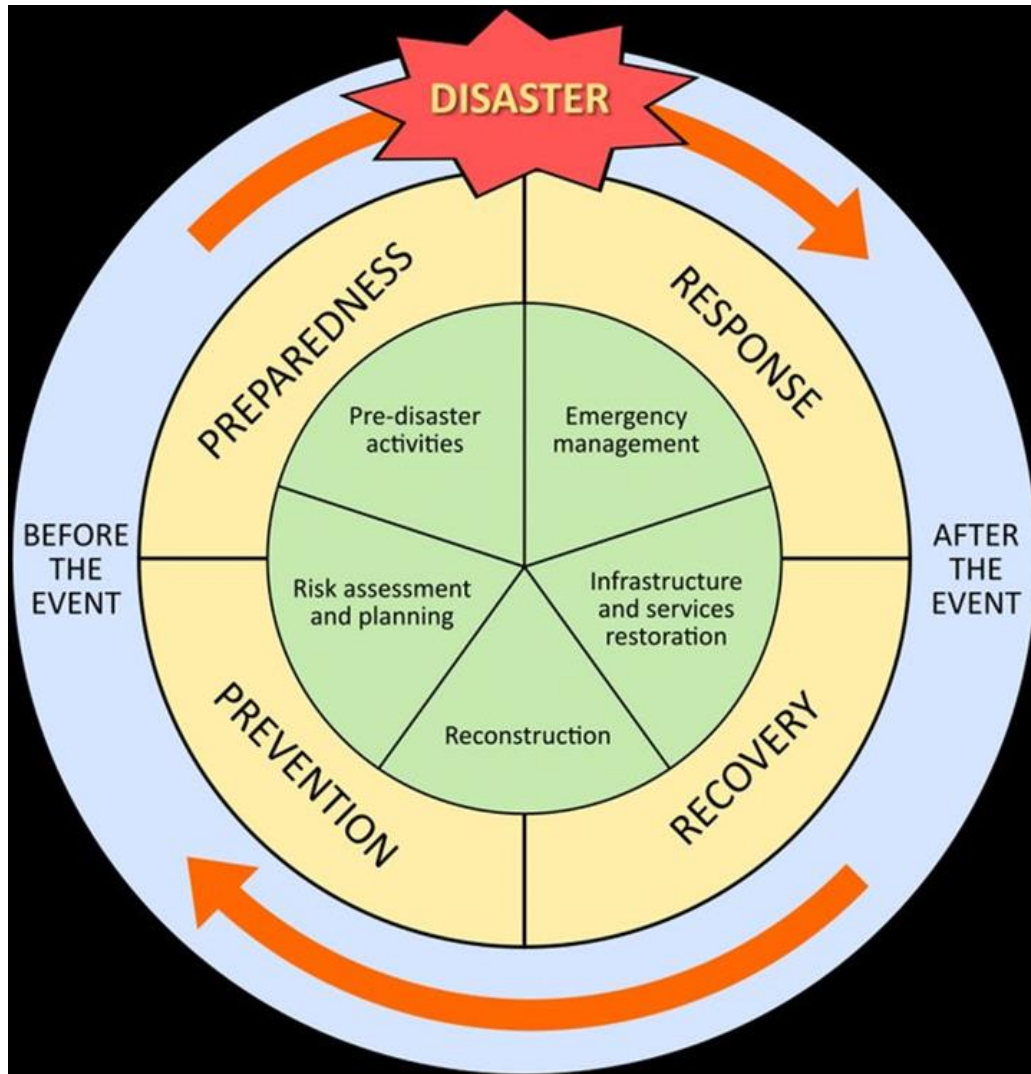 DISASTER
PREPAREDNESS
RESPONSE
Pre-disaster
activities
Emergency
management
BEFORE
THE
EVENT
Risk assessment
and planning
Infrastructure
and services
restoration
AFTER
THE
EVENT
Reconstruction
PREVENTION
RECOVERY